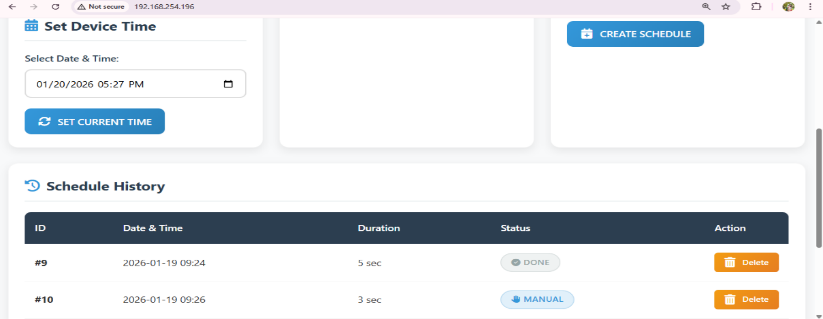 Not secure 192.168.254.196
Set Device Time
Select Date & Time:
01/20/2026 05:27 PM
SET CURRENT TIME
CREATE SCHEDULE
Schedule History
ID Date & Time Duration Status Action
#9 2026-01-19 09:24 5 sec DONE Delete
#10 2026-01-19 09:26 3 sec MANUAL Delete